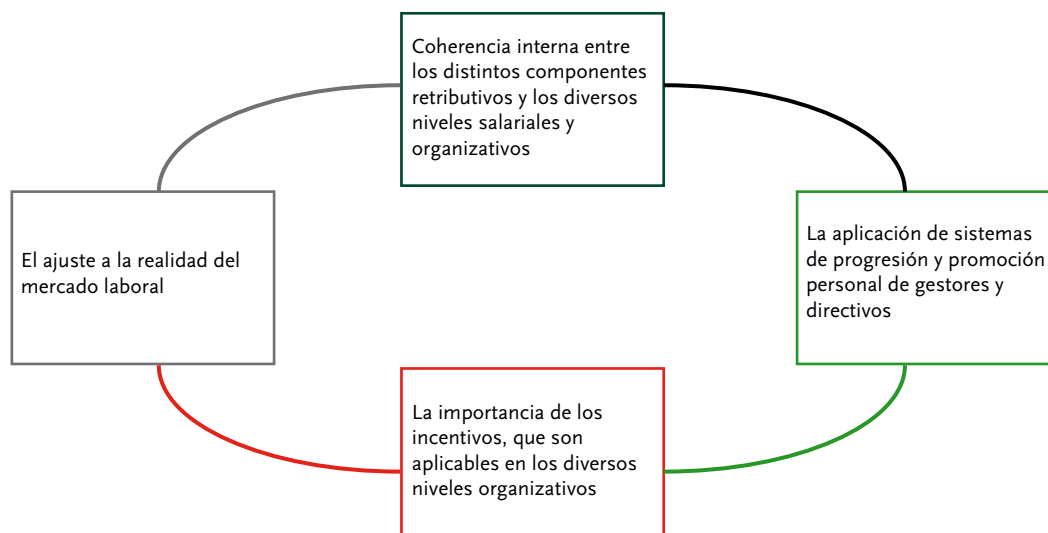 Coherencia interna entre
los distintos componentes
retributivos y los diversos
niveles salariales y
organizativos
El ajuste a la realidad del
mercado laboral
La aplicación de sistemas
de progresión y promoción
personal de gestores y
directivos
La importancia de los
incentivos, que son
aplicables en los diversos
niveles organizativos